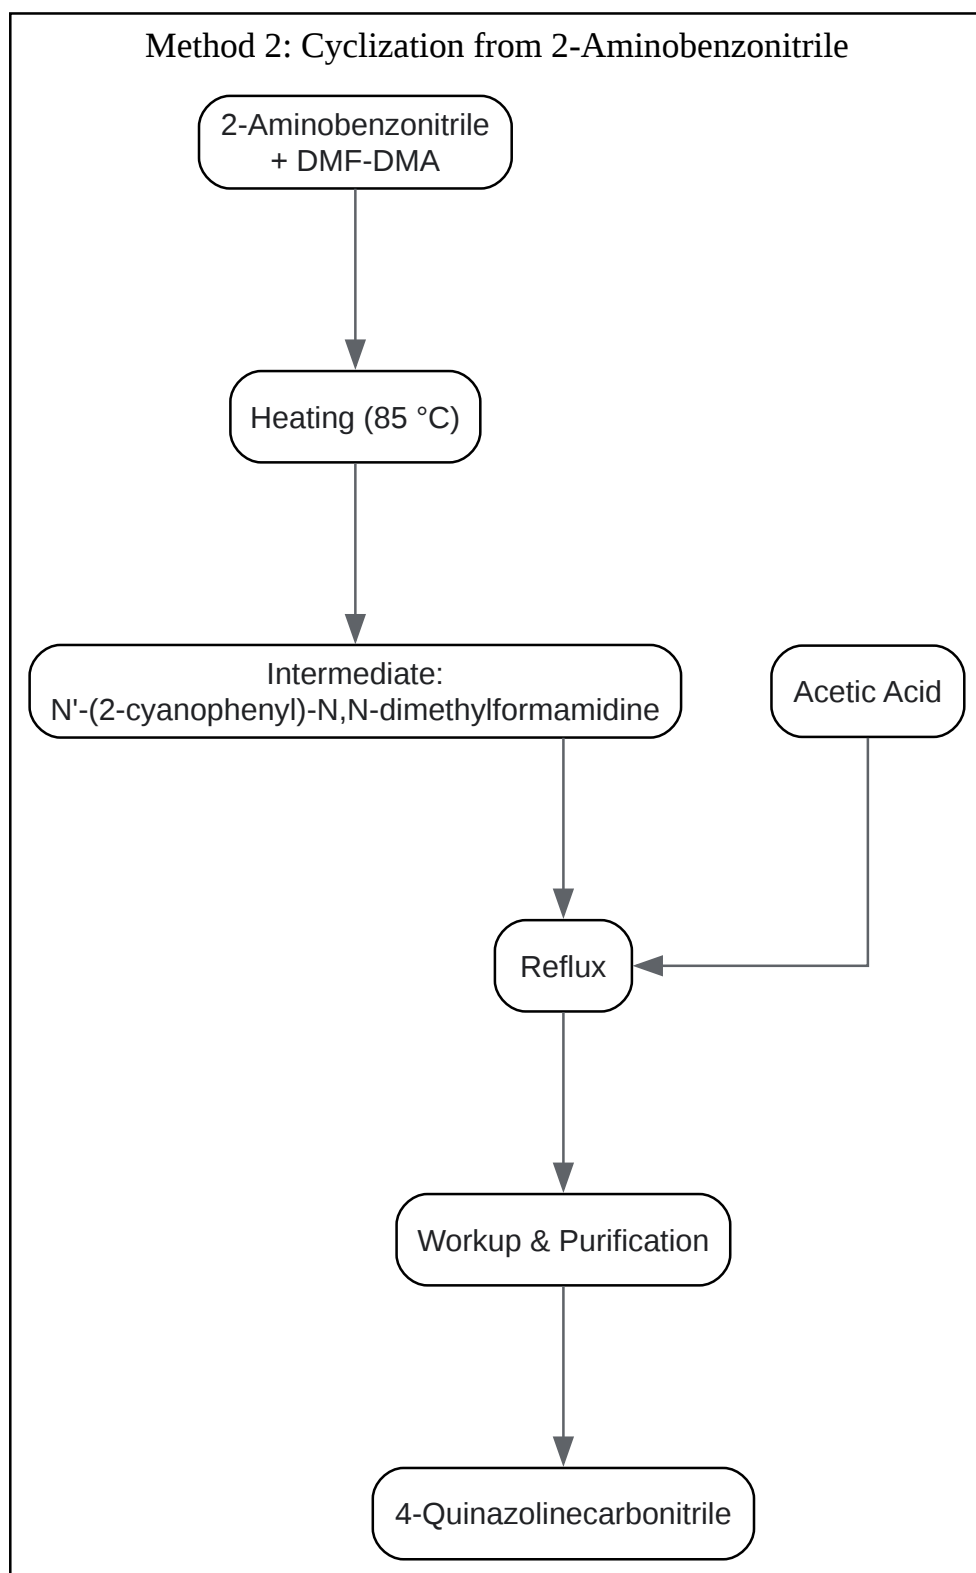 Method 2: Cyclization from 2-Aminobenzonitrile
2-Aminobenzonitrile
+ DMF-DMA
Heating (85 °C)
Intermediate:
N'-(2-cyanophenyl)-N,N-dimethylformamidine
Acetic Acid
Reflux
Workup & Purification
4-Quinazolinecarbonitrile